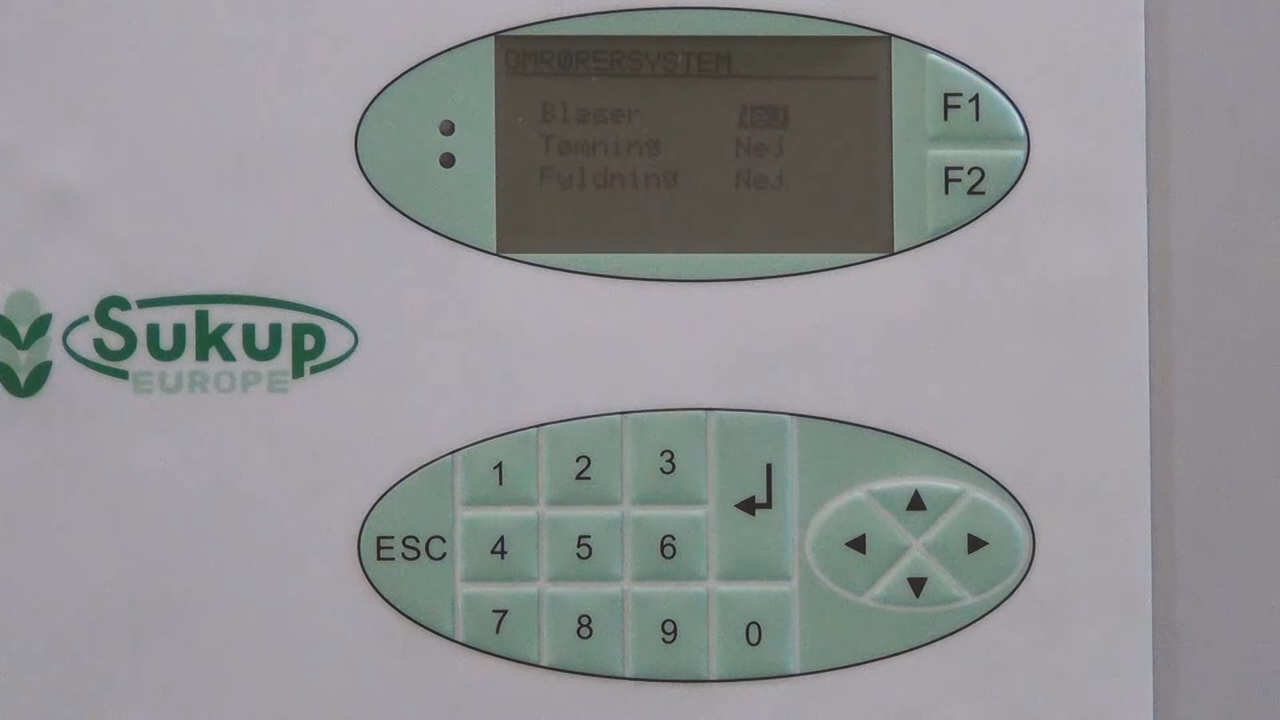 OMRØRERSYSTEM
Blæser
Tømning Nej
Fyldning Nej
F1
F2
Sukup
EUROPE
1 2 3
ESC 4 5 6
7 8 9 0